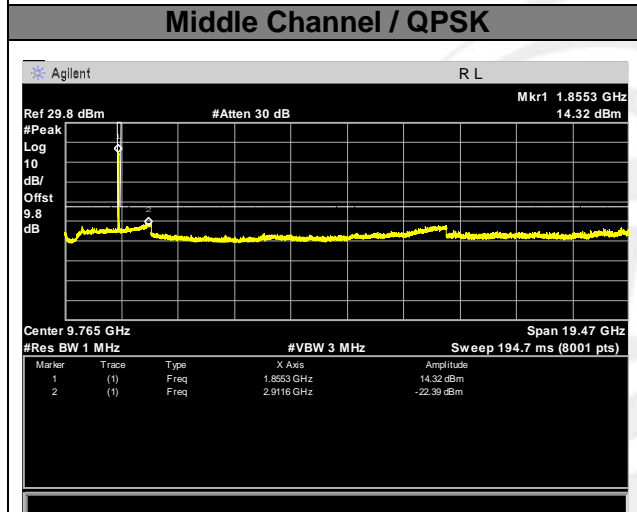 Middle Channel / QPSK
Agilent R L
Mkr1 1.8553 GHz
Ref 29.8 dBm #Atten 30 dB 14.32 dBm
#Peak
Log
10
dB/
Offst
9.8
dB
1
2
Center 9.765 GHz Span 19.47 GHz
#Res BW 1 MHz #VBW 3 MHz Sweep 194.7 ms (8001 pts)
Marker Trace Type X Axis Amplitude
1 (1) Freq 1.8553 GHz 14.32 dBm
2 (1) Freq 2.9116 GHz -22.39 dBm